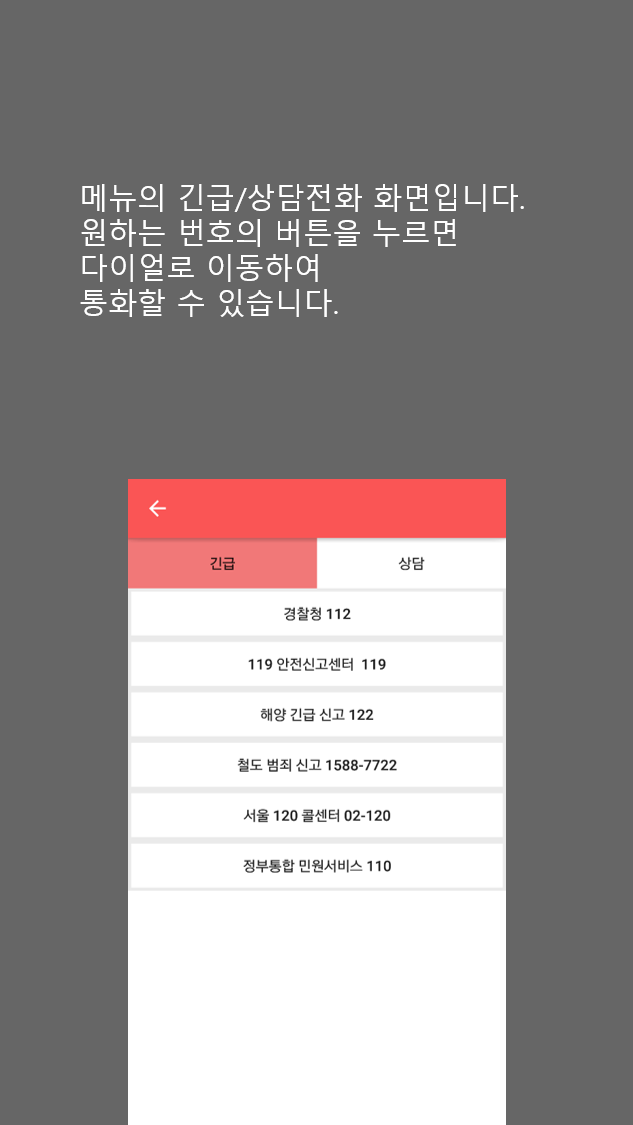 메뉴의 긴급/상담전화 화면입니다.
원하는 번호의 버튼을 누르면
다이얼로 이동하여
통화할 수 있습니다.
긴급
상담
경찰청 112
119 안전신고센터 119
해양 긴급 신고 122
철도 범죄 신고 1588-7722
서울 120 콜센터 02-120
정부통합 민원서비스 110